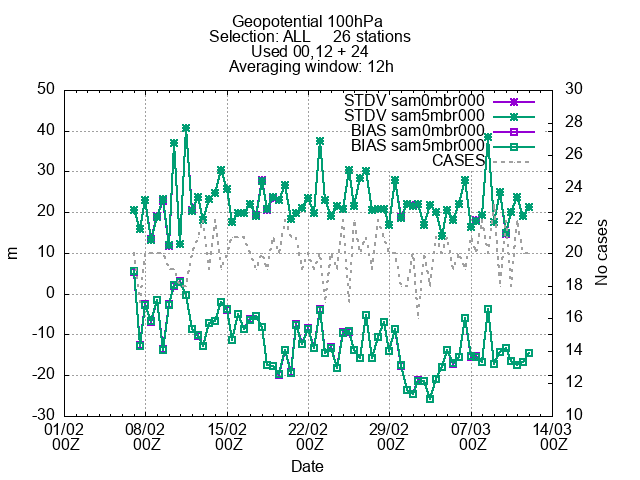 Geopotential 100hPa
Selection: ALL 26 stations
Used 00,12 + 24
Averaging window: 12h
STDV sam0mbr000
STDV sam5mbr000
BIAS sam0mbr000
BIAS sam5mbr000
CASES
50
40
30
20
10
0
-10
-20
-30
m
30
28
26
24
22
20
18
16
14
12
10
No cases
01/02 08/02 15/02 22/02 29/02 07/03 14/03
00Z 00Z 00Z 00Z 00Z 00Z 00Z
Date